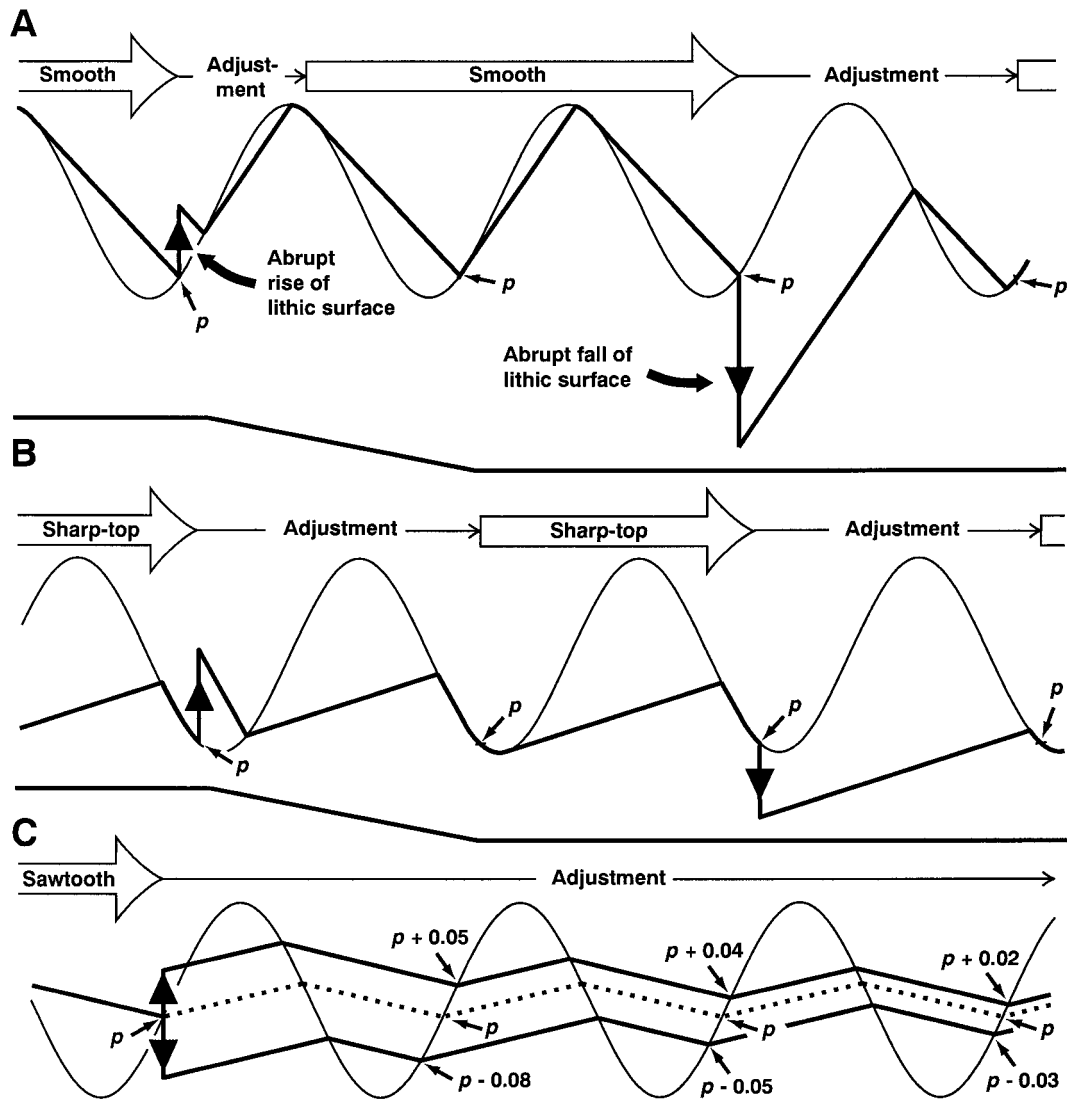 A
Smooth
Adjust-
ment
Smooth
Adjustment
Abrupt
rise of
lithic surface
p
p
p
p
Abrupt fall of
lithic surface
B
Sharp-top
Adjustment
Sharp-top
Adjustment
p
p
p
p
C
Sawtooth
Adjustment
p + 0.05
p + 0.04
p + 0.02
p
p
p
p
p - 0.08
p - 0.05
p - 0.03